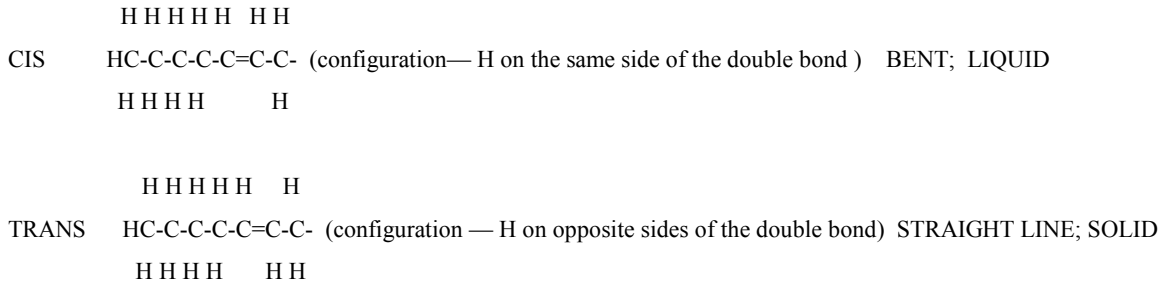 H H H H H H H
CIS HC-C-C-C-C=C-C- (configuration— H on the same side of the double bond ) BENT; LIQUID
H H H H H
H H H H H H
TRANS HC-C-C-C-C=C-C- (configuration — H on opposite sides of the double bond) STRAIGHT LINE; SOLID
H H H H H H